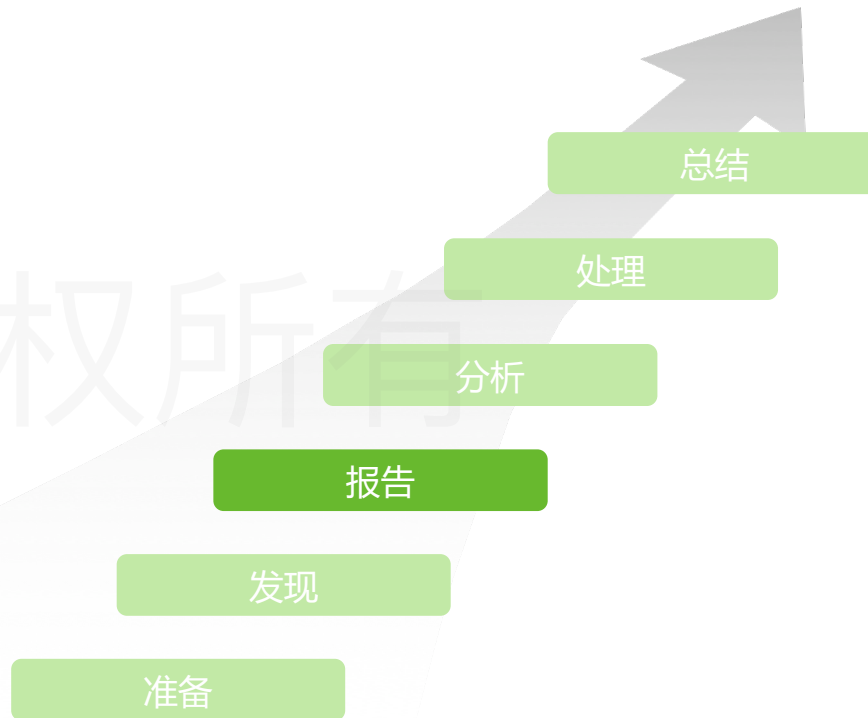 总结
处理
权所有
分析
报告
发现
准备